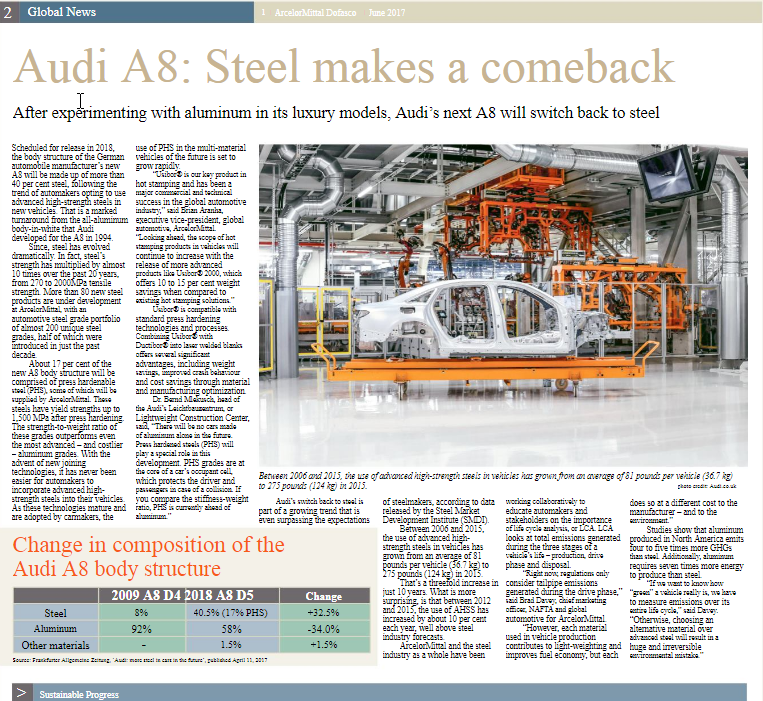 2 Global News
1 ArcelorMittal Dofasco June 2017
Audi A8: Steel makes a comeback
After experimenting with aluminum in its luxury models, Audi's next A8 will switch back to steel
Scheduled for release in 2018,
the body structure of the German
automobile manufacturer's new
A8 will be made up of more than
40 per cent steel, following the
trend of automakers opting to use
advanced high-strength steels in
new vehicles. That is a marked
turnaround from the all-aluminum
body-in-white that Audi
developed for the A8 in 1994.
Since, steel has evolved
dramatically. In fact, steel's
strength has multiplied by almost
10 times over the past 20 years,
from 270 to 2000MPa tensile
strength. More than 80 new steel
products are under development
at ArcelorMittal, with an
automotive steel grade portfolio
of almost 200 unique steel
grades, half of which were
introduced in just the past
decade.
About 17 per cent of the
new A8 body structure will be
comprised of press hardenable
steel (PHS), some of which will be
supplied by ArcelorMittal. These
steels have yield strengths up to
1,500 MPa after press hardening.
The strength-to-weight ratio of
these grades outperforms even
the most advanced – and costlier
– aluminum grades. With the
advent of new joining
technologies, it has never been
easier for automakers to
incorporate advanced high-
strength steels into their vehicles.
As these technologies mature and
are adopted by carmakers, the
use of PHS in the multi-material
vehicles of the future is set to
grow rapidly.
"Usibor® is our key product in
hot stamping and has been a
major commercial and technical
success in the global automotive
industry," said Brian Aranha,
executive vice-president, global
automotive, ArcelorMittal.
"Looking ahead, the scope of hot
stamping products in vehicles will
continue to increase with the
release of more advanced
products like Usibor® 2000, which
offers 10 to 15 per cent weight
savings when compared to
existing hot stamping solutions."
Usibor® is compatible with
standard press hardening
technologies and processes.
Combining Usibor® with
Ductibor® into laser welded blanks
offers several significant
advantages, including weight
savings, improved crash behaviour
and cost savings through material
and manufacturing optimization.
Dr. Bernd Mlekusch, head of
the Audi's Leichtbauzentrum, or
Lightweight Construction Center,
said, "There will be no cars made
of aluminum alone in the future.
Press hardened steels (PHS) will
play a special role in this
development. PHS grades are at
the core of a car's occupant cell,
which protects the driver and
passengers in case of a collision. If
you compare the stiffness-weight
ratio, PHS is currently ahead of
aluminum."
Between 2006 and 2015, the use of advanced high-strength steels in vehicles has grown from an average of 81 pounds per vehicle (36.7 kg)
to 275 pounds (124 kg) in 2015.
photo credit: Audi.co.uk
Audi's switch back to steel is
part of a growing trend that is
even surpassing the expectations
of steelmakers, according to data
released by the Steel Market
Development Institute (SMDI).
Between 2006 and 2015,
the use of advanced high-
strength steels in vehicles has
grown from an average of 81
pounds per vehicle (36.7 kg) to
275 pounds (124 kg) in 2015.
That's a threefold increase in
just 10 years. What is more
surprising, is that between 2012
and 2015, the use of AHSS has
increased by about 10 per cent
each year, well above steel
industry forecasts.
ArcelorMittal and the steel
industry as a whole have been
working collaboratively to
educate automakers and
stakeholders on the importance
of life cycle analysis, or LCA. LCA
looks at total emissions generated
during the three stages of a
vehicle's life – production, drive
phase and disposal.
"Right now, regulations only
consider tailpipe emissions
generated during the drive phase,"
said Brad Davey, chief marketing
officer, NAFTA and global
automotive for ArcelorMittal.
"However, each material
used in vehicle production
contributes to light-weighting and
improves fuel economy, but each
does so at a different cost to the
manufacturer – and to the
environment."
Studies show that aluminum
produced in North America emits
four to five times more GHGs
than steel. Additionally, aluminum
requires seven times more energy
to produce than steel.
"If we want to know how
"green" a vehicle really is, we have
to measure emissions over its
entire life cycle," said Davey.
"Otherwise, choosing an
alternative material over
advanced steel will result in a
huge and irreversible
environmental mistake."
Change in composition of the
Audi A8 body structure
2009 A8 D4 2018 A8 D5 Change
Steel 8% 40.5% (17% PHS) +32.5%
Aluminum 92% 58% -34.0%
Other materials - 1.5% +1.5%
Source: Frankfurter Allgemeine Zeitung, 'Audi: more steel in cars in the future', published April 11, 2017
> Sustainable Progress